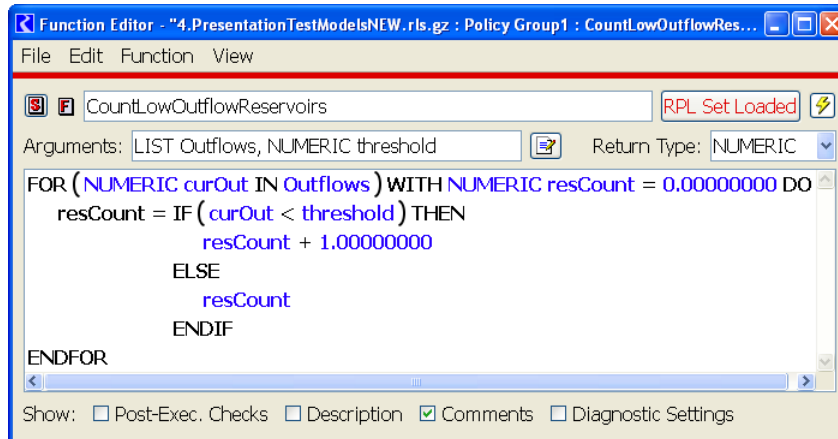 Function Editor - "4.PresentationTestModelsNEW.rls.gz : Policy Group1 : CountLowOutflowRes...
File Edit Function View
S F CountLowOutflowReservoirs RPL Set Loaded
Arguments: LIST Outflows, NUMERIC threshold Return Type: NUMERIC
FOR ( NUMERIC curOut IN Outflows ) WITH NUMERIC resCount = 0.00000000 DO
resCount = IF ( curOut < threshold ) THEN
resCount + 1.00000000
ELSE
resCount
ENDIF
ENDFOR
Show: Post-Exec. Checks Description Comments Diagnostic Settings